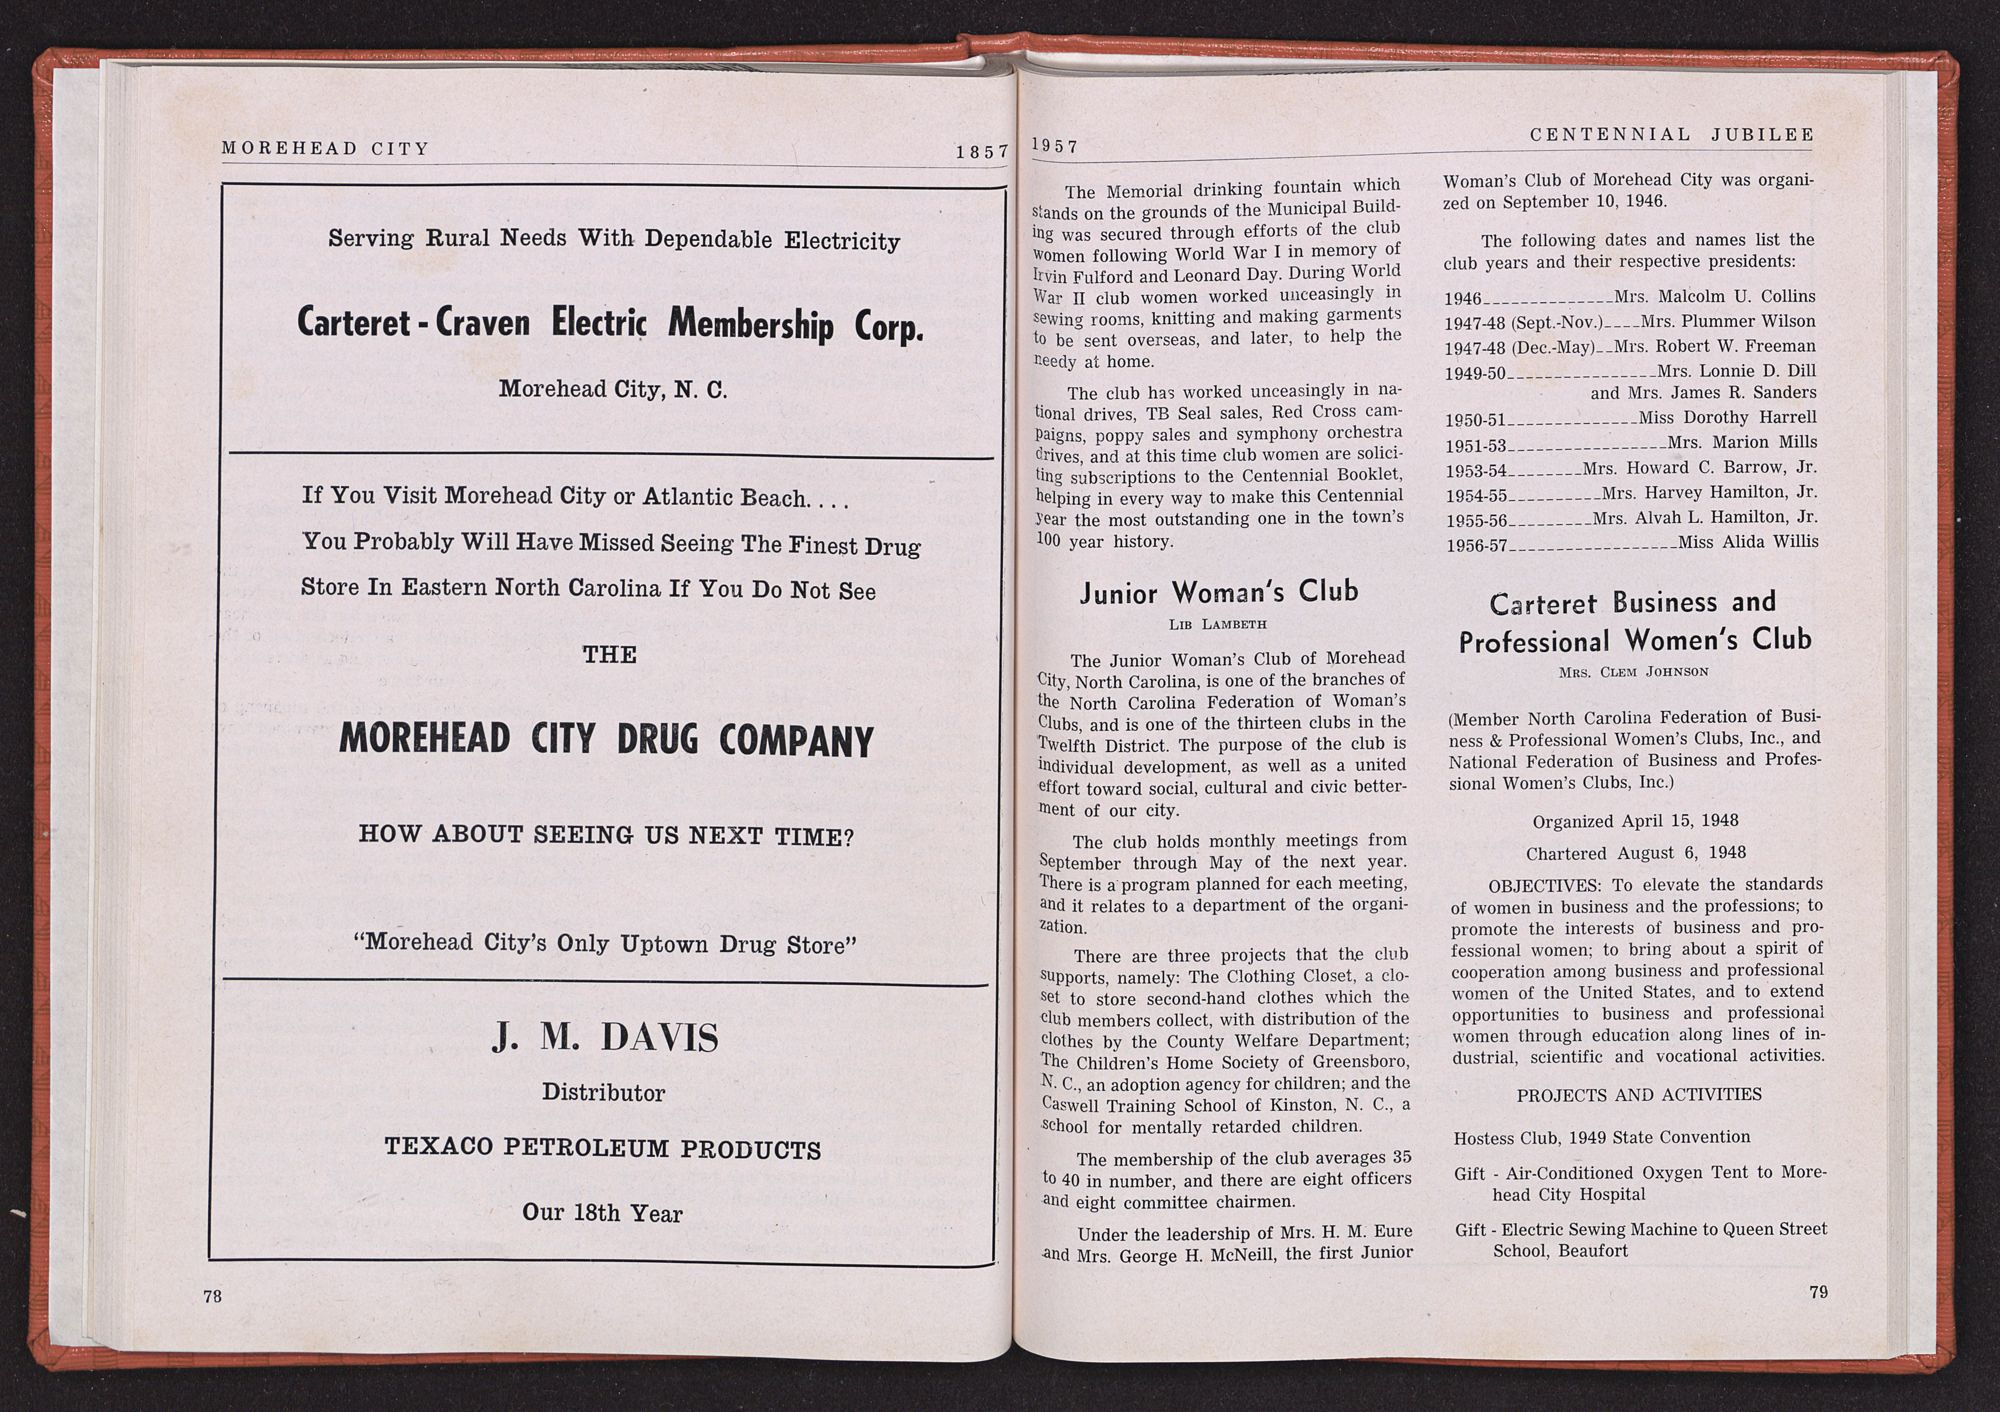 MOREHEAD CITY 1857
Serving Rural Needs With Dependable Electricity
Carteret - Craven Electric Membership Corp.
Morehead City, N. C.
If You Visit Morehead City or Atlantic Beach. . . .
You Probably Will Have Missed Seeing The Finest Drug
Store In Eastern North Carolina If You Do Not See
THE
MOREHEAD CITY DRUG COMPANY
HOW ABOUT SEEING US NEXT TIME?
“Morehead City’s Only Uptown Drug Store”
J. M. DAVIS
Distributor
TEXACO PETROLEUM PRODUCTS
Our 18th Year
78
1957 CENTENNIAL JUBILEE
The Memorial drinking fountain which
stands on the grounds of the Municipal Build-
ing was secured through efforts of the club
women following World War I in memory of
Irvin Fulford and Leonard Day. During World
War II club women worked unceasingly in
sewing rooms, knitting and making garments
to be sent overseas, and later, to help the
needy at home.
The club has worked unceasingly in na-
tional drives, TB Seal sales, Red Cross cam-
paigns, poppy sales and symphony orchestra
drives, and at this time club women are solici-
ting subscriptions to the Centennial Booklet,
helping in every way to make this Centennial
year the most outstanding one in the town’s
100 year history.
Junior Woman’s Club
LIB LAMBETH
The Junior Woman’s Club of Morehead
City, North Carolina, is one of the branches of
the North Carolina Federation of Woman’s
Clubs, and is one of the thirteen clubs in the
Twelfth District. The purpose of the club is
individual development, as well as a united
effort toward social, cultural and civic better-
ment of our city.
The club holds monthly meetings from
September through May of the next year.
There is a program planned for each meeting,
and it relates to a department of the organi-
zation.
There are three projects that the club
supports, namely: The Clothing Closet, a clo-
set to store second-hand clothes which the
club members collect, with distribution of the
clothes by the County Welfare Department;
The Children’s Home Society of Greensboro,
N. C., an adoption agency for children; and the
Caswell Training School of Kinston, N. C., a
school for mentally retarded children.
The membership of the club averages 35
to 40 in number, and there are eight officers
and eight committee chairmen.
Under the leadership of Mrs. H. M. Eure
and Mrs. George H. McNeill, the first Junior
Woman’s Club of Morehead City was organi-
zed on September 10, 1946.
The following dates and names list the
club years and their respective presidents:
1946______________Mrs. Malcolm U. Collins
1947-48 (Sept.-Nov.)____Mrs. Plummer Wilson
1947-48 (Dec.-May)__Mrs. Robert W. Freeman
1949-50________________Mrs. Lonnie D. Dill
and Mrs. James R. Sanders
1950-51______________Miss Dorothy Harrell
1951-53_________________Mrs. Marion Mills
1953-54________Mrs. Howard C. Barrow, Jr.
1954-55__________Mrs. Harvey Hamilton, Jr.
1955-56_________Mrs. Alvah L. Hamilton, Jr.
1956-57__________________Miss Alida Willis
Carteret Business and
Professional Women’s Club
MRS. CLEM JOHNSON
(Member North Carolina Federation of Busi-
ness & Professional Women’s Clubs, Inc., and
National Federation of Business and Profes-
sional Women’s Clubs, Inc.)
Organized April 15, 1948
Chartered August 6, 1948
OBJECTIVES: To elevate the standards
of women in business and the professions; to
promote the interests of business and pro-
fessional women; to bring about a spirit of
cooperation among business and professional
women of the United States, and to extend
opportunities to business and professional
women through education along lines of in-
dustrial, scientific and vocational activities.
PROJECTS AND ACTIVITIES
Hostess Club, 1949 State Convention
Gift - Air-Conditioned Oxygen Tent to More-
head City Hospital
Gift - Electric Sewing Machine to Queen Street
School, Beaufort
79